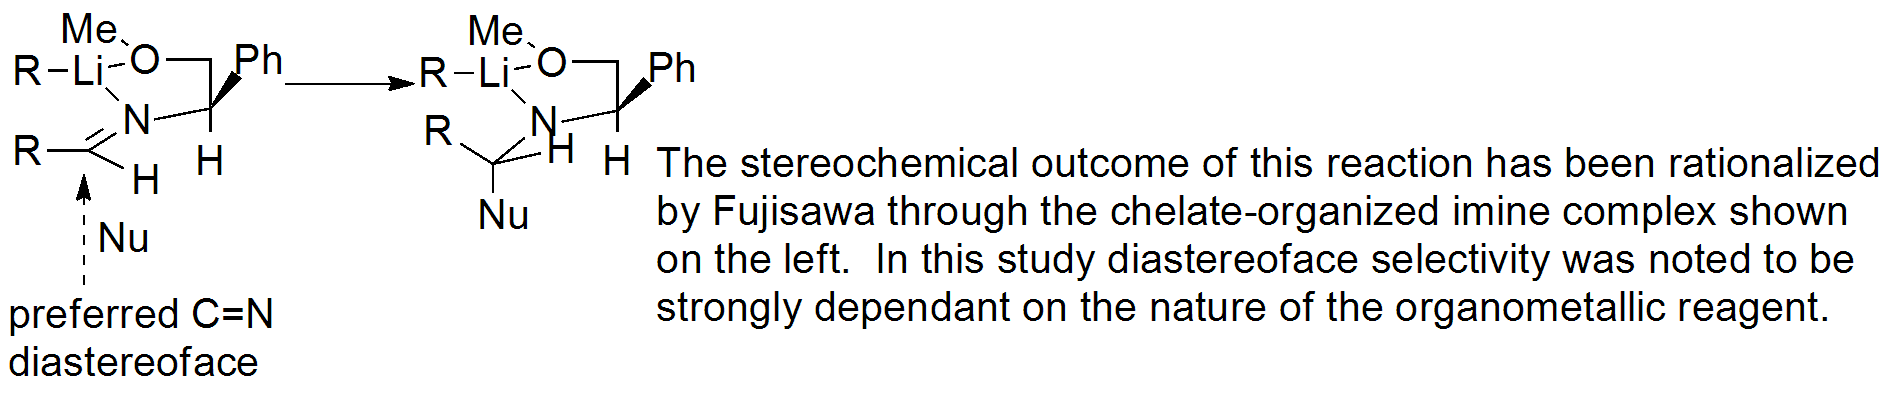 Me Me
R-Li O Ph R-Li O Ph
N N
R H H R H H
Nu Nu
preferred C=N
diastereoface
The stereochemical outcome of this reaction has been rationalized
by Fujisawa through the chelate-organized imine complex shown
on the left. In this study diastereoface selectivity was noted to be
strongly dependant on the nature of the organometallic reagent.